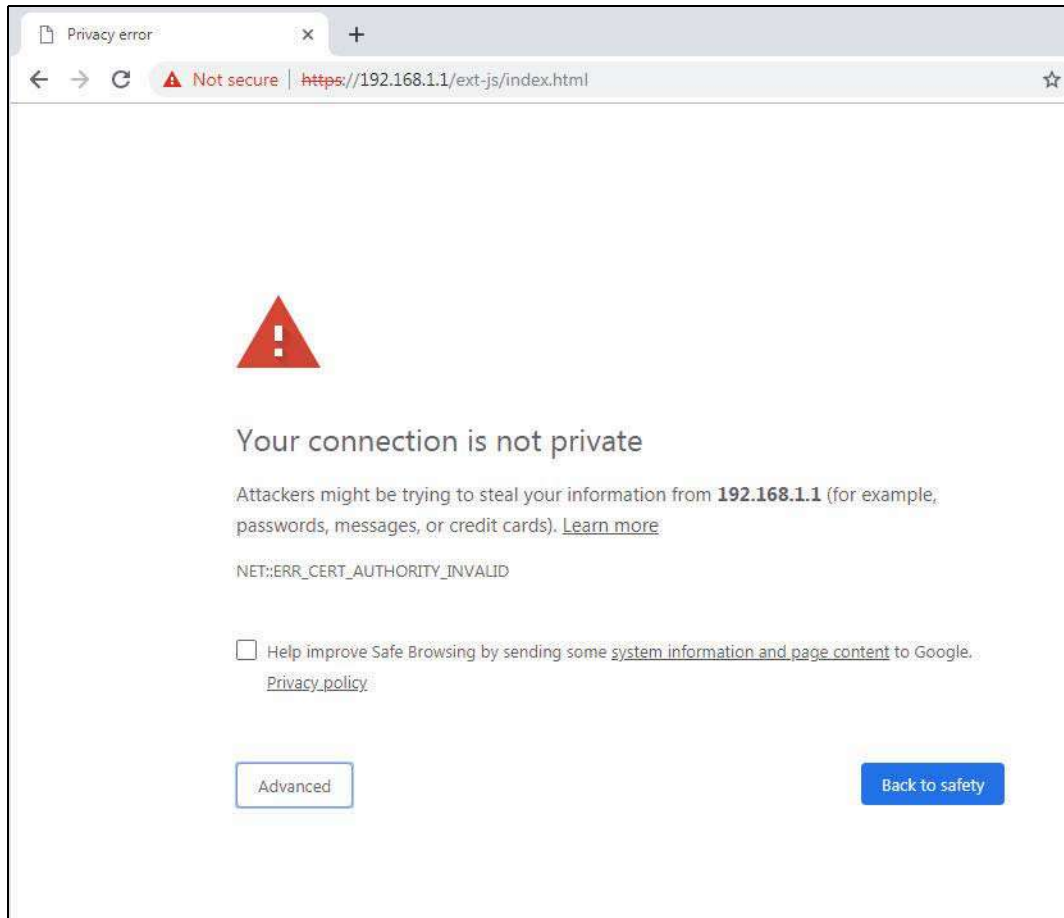 Privacy error
Not secure | https://192.168.1.1/ext-js/index.html
Your connection is not private
Attackers might be trying to steal your information from 192.168.1.1 (for example,
passwords, messages, or credit cards). Learn more
NET::ERR_CERT_AUTHORITY_INVALID
Help improve Safe Browsing by sending some system information and page content to Google.
Privacy policy
Advanced
Back to safety